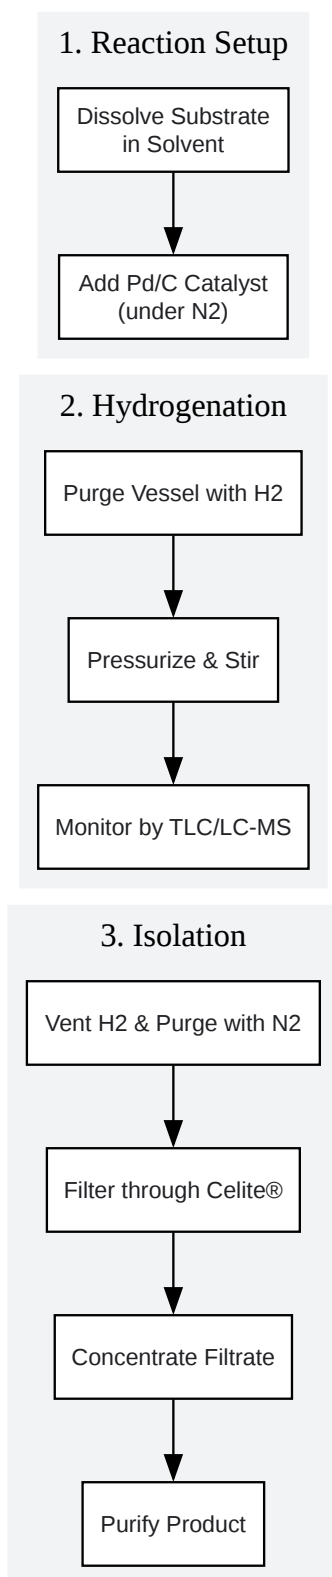 1. Reaction Setup
Dissolve Substrate
in Solvent
Add Pd/C Catalyst
(under N2)
2. Hydrogenation
Purge Vessel with H2
Pressurize & Stir
Monitor by TLC/LC-MS
3. Isolation
Vent H2 & Purge with N2
Filter through Celite®
Concentrate Filtrate
Purify Product